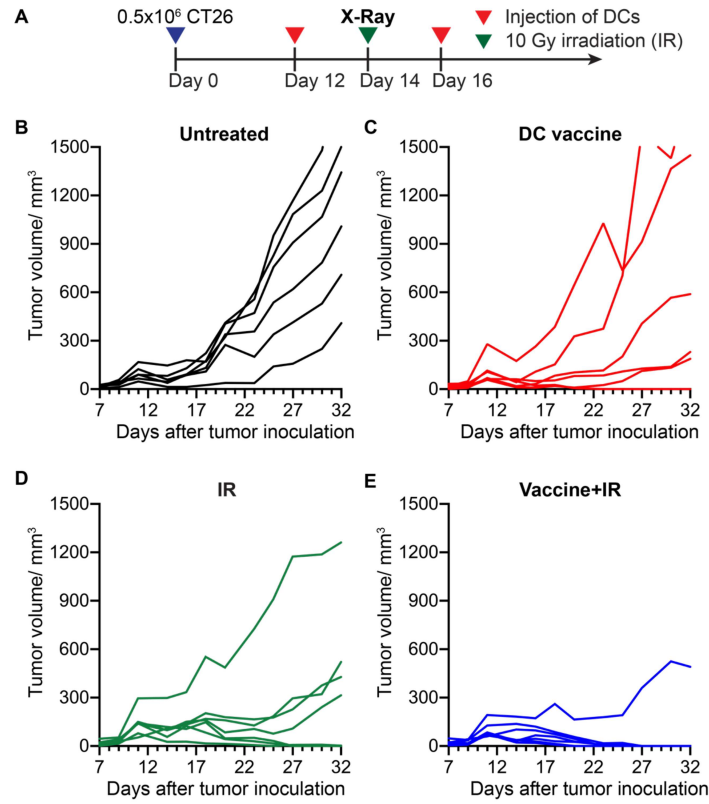 A
0.5x10⁶ CT26
X-Ray
Injection of DCs
10 Gy irradiation (IR)
Day 0
Day 12
Day 14
Day 16
B
Untreated
Tumor volume/ mm³
1500
1200
900
600
300
0
7 12 17 22 27 32
Days after tumor inoculation
C
DC vaccine
Tumor volume/ mm³
1500
1200
900
600
300
0
7 12 17 22 27 32
Days after tumor inoculation
D
IR
Tumor volume/ mm³
1500
1200
900
600
300
0
7 12 17 22 27 32
Days after tumor inoculation
E
Vaccine+IR
Tumor volume/ mm³
1500
1200
900
600
300
0
7 12 17 22 27 32
Days after tumor inoculation